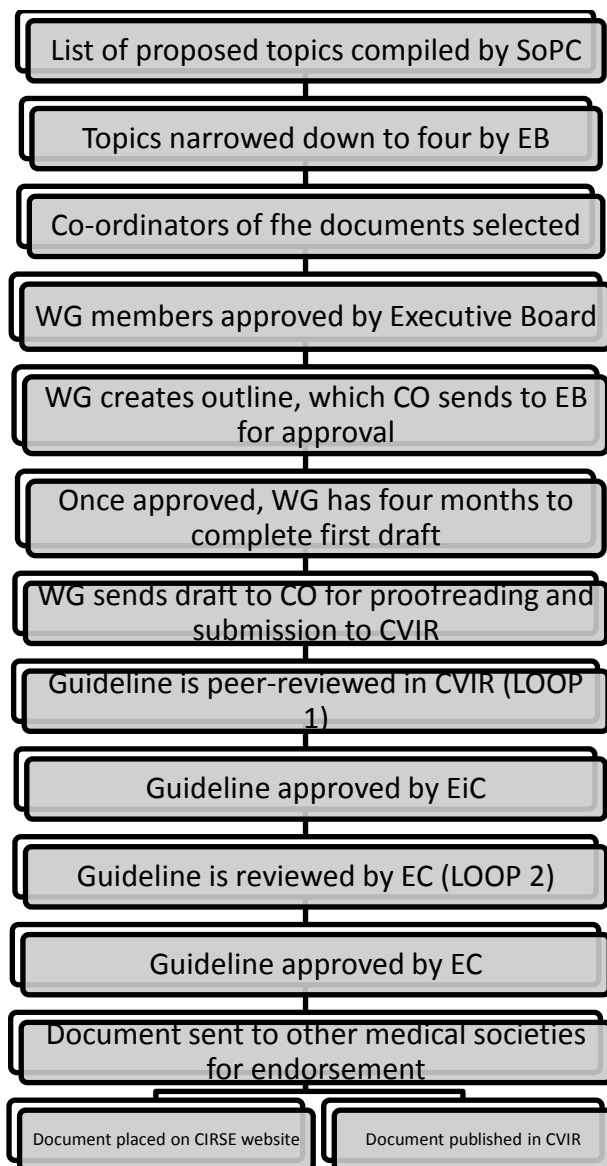 List of proposed topics compiled by SoPC
Topics narrowed down to four by EB
Co-ordinators of fhe documents selected
WG members approved by Executive Board
WG creates outline, which CO sends to EB
for approval
Once approved, WG has four months to
complete first draft
WG sends draft to CO for proofreading and
submission to CVIR
Guideline is peer-reviewed in CVIR (LOOP
1)
Guideline approved by EiC
Guideline is reviewed by EC (LOOP 2)
Guideline approved by EC
Document sent to other medical societies
for endorsement
Document placed on CIRSE website
Document published in CVIR